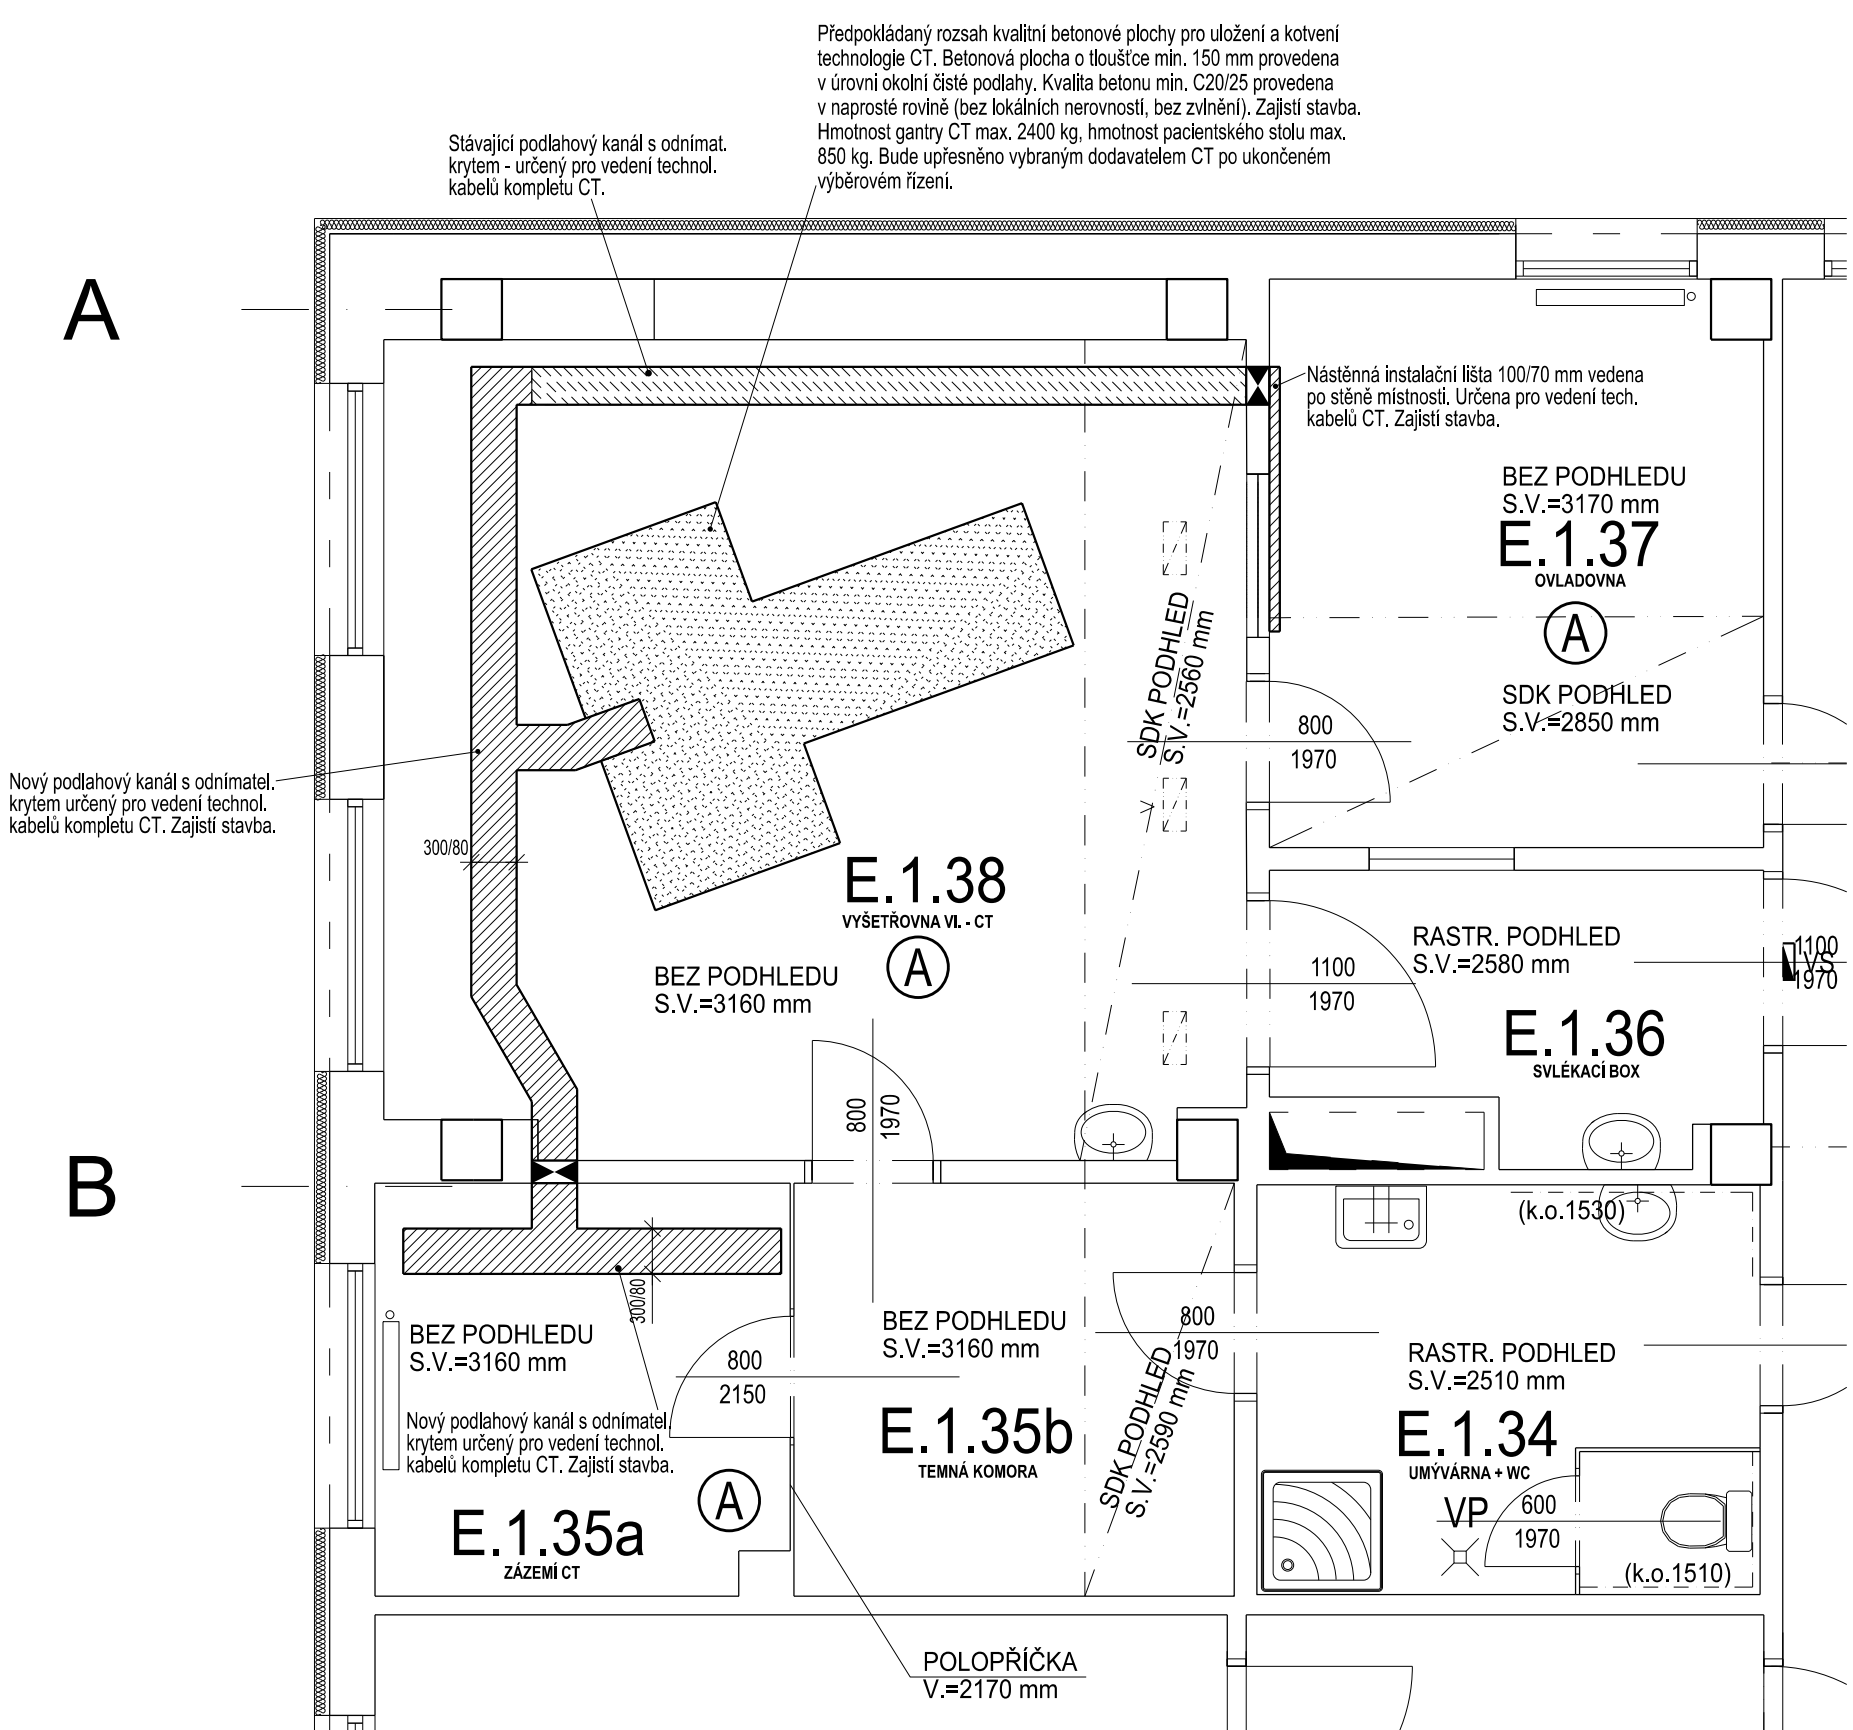 Předpokládaný rozsah kvalitní betonové plochy pro uložení a kotvení
technologie CT. Betonová plocha o tloušťce min. 150 mm provedena
v úrovni okolní čisté podlahy. Kvalita betonu min. C20/25 provedena
v naprosté rovině (bez lokálních nerovností, bez zvlnění). Zajistí stavba.
Hmotnost gantry CT max. 2400 kg, hmotnost pacientského stolu max.
850 kg. Bude upřesněno vybraným dodavatelem CT po ukončeném
výběrovém řízení.
Stávající podlahový kanál s odnímat.
krytem - určený pro vedení technol.
kabelů kompletu CT.
A
Nástěnná instalační lišta 100/70 mm vedena
po stěně místnosti. Určena pro vedení tech.
kabelů CT. Zajistí stavba.
BEZ PODHLEDU
S.V.=3170 mm
E.1.37
OVLADOVNA
A
SDK PODHLED
S.V.=2850 mm
SDK PODHLED
S.V.=2560 mm
800
1970
Nový podlahový kanál s odnímatel.
krytem určený pro vedení technol.
kabelů kompletu CT. Zajistí stavba.
300/80
E.1.38
VYŠETŘOVNA VI. - CT
A
BEZ PODHLEDU
S.V.=3160 mm
1100
1970
RASTR. PODHLED
S.V.=2580 mm
E.1.36
SVLÉKACÍ BOX
1100
VS
1970
800
1970
B
(k.o.1530)
300/80
BEZ PODHLEDU
S.V.=3160 mm
800
2150
Nový podlahový kanál s odnímatel.
krytem určený pro vedení technol.
kabelů kompletu CT. Zajistí stavba.
A
E.1.35a
ZÁZEMÍ CT
BEZ PODHLEDU
S.V.=3160 mm
E.1.35b
TEMNÁ KOMORA
800
1970
SDK PODHLED
S.V.=2590 mm
RASTR. PODHLED
S.V.=2510 mm
E.1.34
UMÝVÁRNA + WC
VP
600
1970
(k.o.1510)
POLOPŘÍČKA
V.=2170 mm